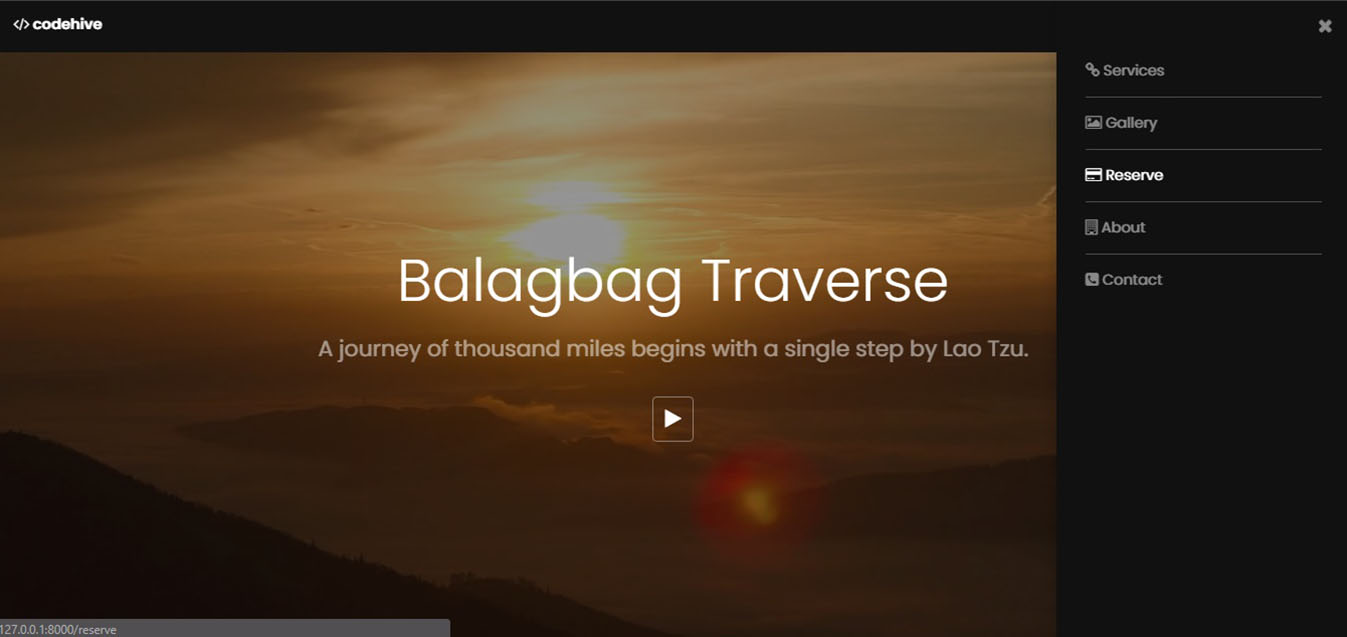 </> codehive
Services
Gallery
Reserve
About
Contact
Balagbag Traverse
A journey of thousand miles begins with a single step by Lao Tzu.
127.0.0.1:8000/reserve